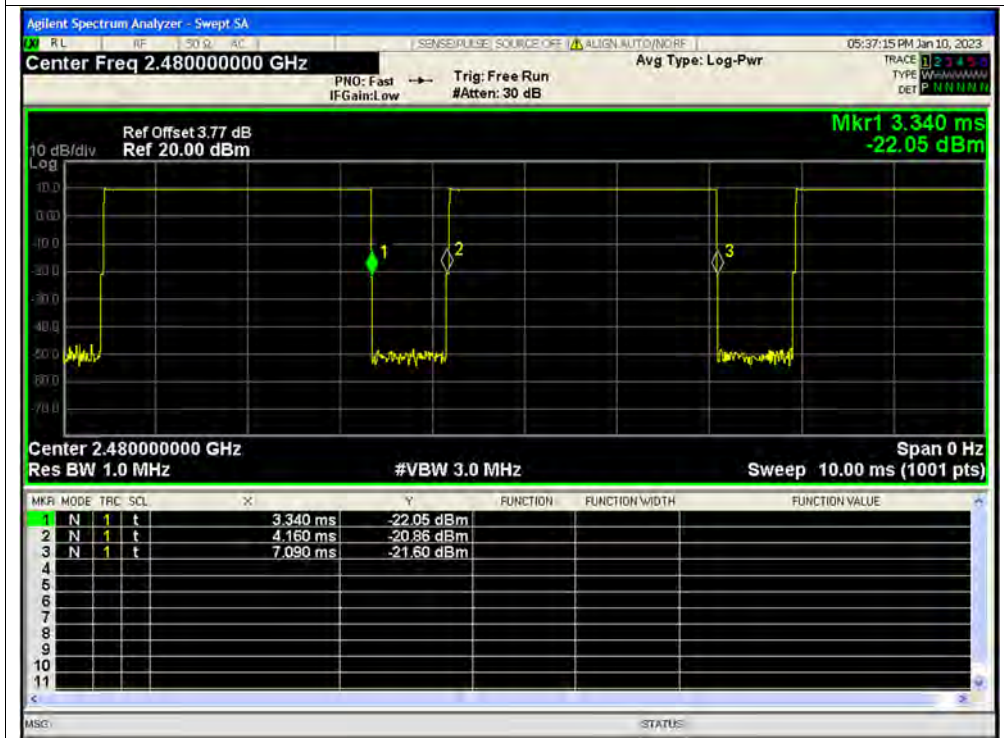 Agilent Spectrum Analyzer - Swept SA
RL RF 50 Ω AC SENSE:PULSE SOURCE OFF ALIGN AUTO/NO RF 05:37:15 PM Jan 10, 2023
Center Freq 2.480000000 GHz
Avg Type: Log-Pwr
TRACE 1 2 3 4 5 6
PNO: Fast Trig: Free Run
TYPE
IFGain:Low #Atten: 30 dB
DET P N N N N N
Mkr1 3.340 ms
Ref Offset 3.77 dB
-22.05 dBm
10 dB/div Ref 20.00 dBm
Log
10.0
0.00
-10.0
1
2
3
-20.0
-30.0
-40.0
-50.0
-60.0
-70.0
Center 2.480000000 GHz Span 0 Hz
Res BW 1.0 MHz #VBW 3.0 MHz Sweep 10.00 ms (1001 pts)
MKR MODE TRC SCL X Y FUNCTION FUNCTION WIDTH FUNCTION VALUE
1 N 1 t 3.340 ms -22.05 dBm
2 N 1 t 4.160 ms -20.86 dBm
3 N 1 t 7.090 ms -21.60 dBm
4
5
6
7
8
9
10
11
MSG STATUS